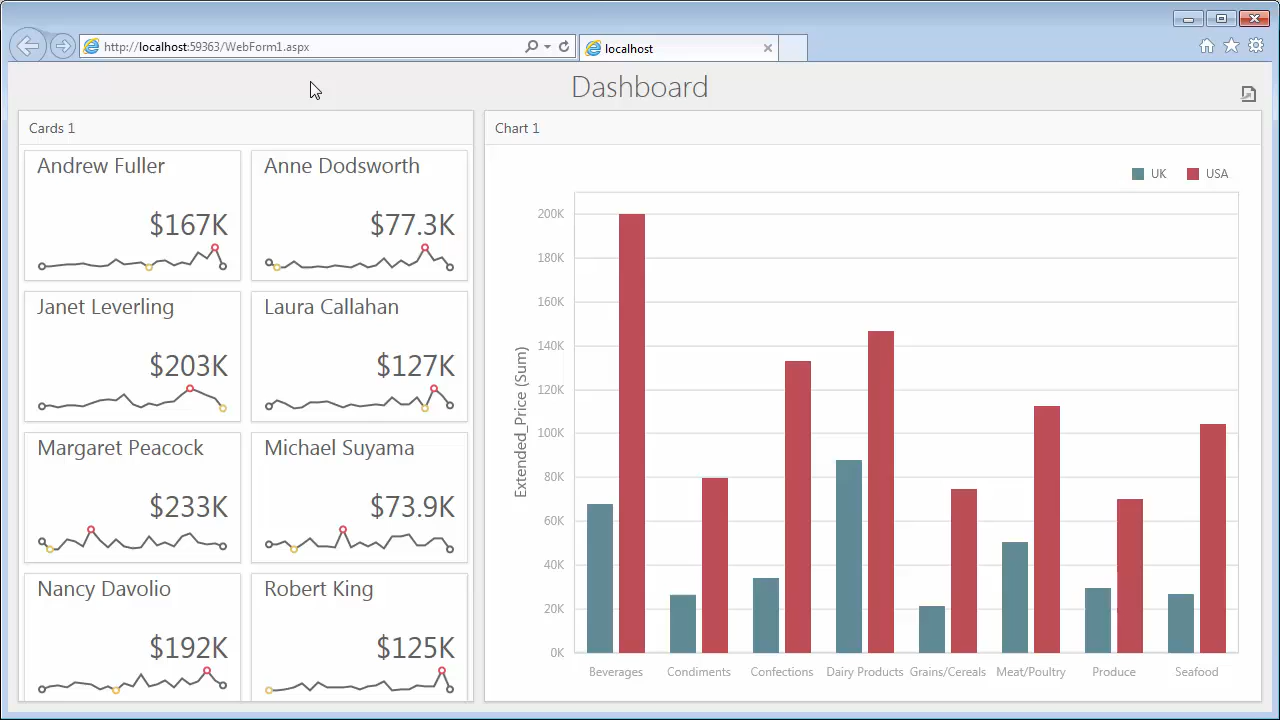 http://localhost:59363/WebForm1.aspx
localhost
Dashboard
Cards 1
Andrew Fuller
$167K
Anne Dodsworth
$77.3K
Janet Leverling
$203K
Laura Callahan
$127K
Margaret Peacock
$233K
Michael Suyama
$73.9K
Nancy Davolio
$192K
Robert King
$125K
Chart 1
UK
USA
Extended_Price (Sum)
200K
180K
160K
140K
120K
100K
80K
60K
40K
20K
0K
Beverages
Condiments
Confections
Dairy Products
Grains/Cereals
Meat/Poultry
Produce
Seafood